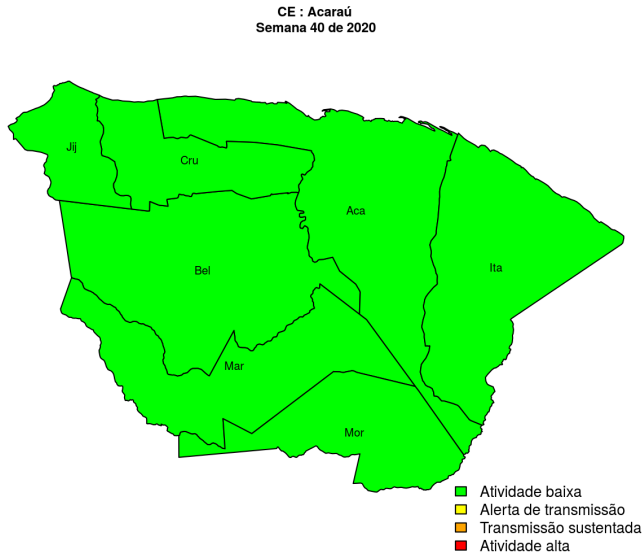 CE : Acaraú
Semana 40 de 2020
Jij
Cru
Aca
Bel
Ita
Mar
Mor
Atividade baixa
Alerta de transmissão
Transmissão sustentada
Atividade alta